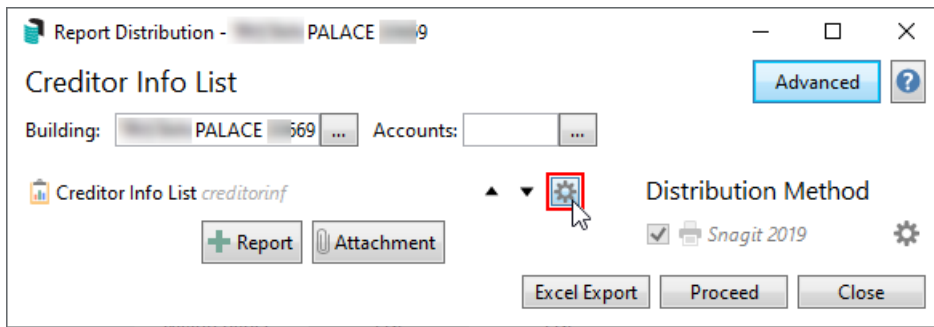 Report Distribution - PALACE 9
Creditor Info List
Advanced
Building: PALACE 669 ... Accounts: ...
Creditor Info List creditorinf
Distribution Method
Report Attachment
Snagit 2019
Excel Export Proceed Close